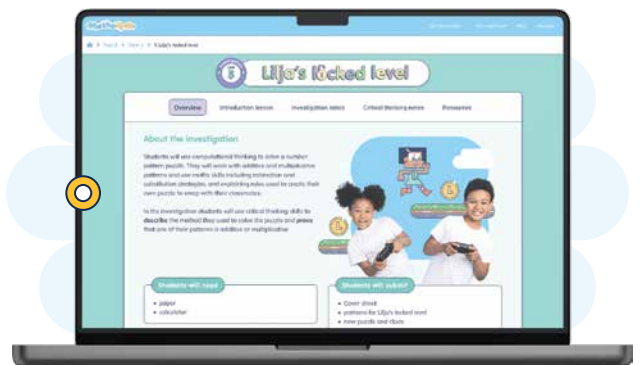 Lilja's locked level
Overview Introduction lesson Investigation notes Critical thinking notes Resources
About the investigation
Students will use computational thinking to solve a number
pattern puzzle. They will work with additive and multiplicative
patterns and use maths skills including estimation and
substitution strategies, and explaining rules used to create their
own puzzle to swap with their classmates.
In the investigation students will use critical thinking skills to
describe the method they used to solve the puzzle and prove
that one of their patterns is additive or multiplicative
Students will need
• paper
• calculator
Students will submit
• Cover sheet
• patterns for Lilja's locked level
• new puzzle and clues